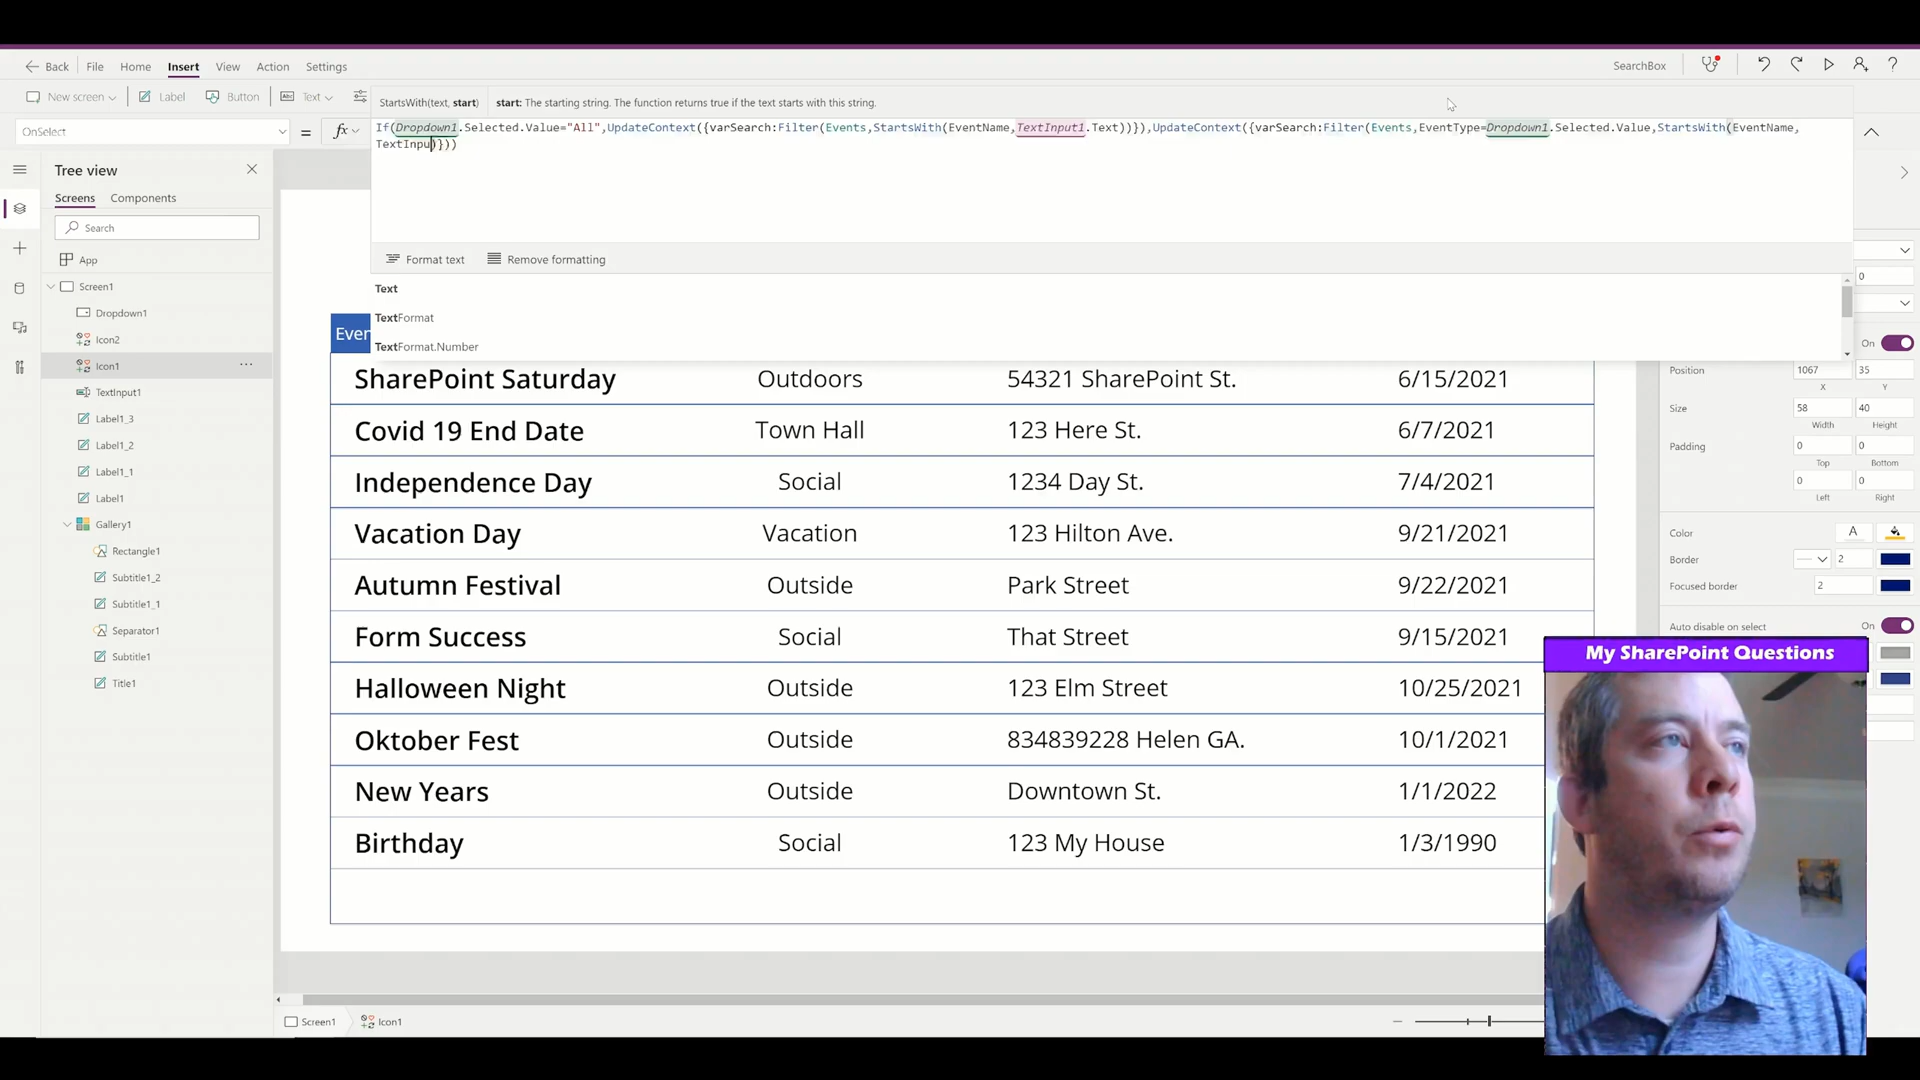 Back File Home Insert View Action Settings SearchBox
New screen Label Button Text StartsWith(text, start) start: The starting string. The function returns true if the text starts with this string.
OnSelect = fx If(Dropdown1.Selected.Value="All",UpdateContext({varSearch:Filter(Events,StartsWith(EventName,TextInput1.Text))}),UpdateContext({varSearch:Filter(Events,EventType=Dropdown1.Selected.Value,StartsWith(EventName,
TextInpu)}))
Tree view
Screens Components
Search
Format text Remove formatting
Text
TextFormat
TextFormat.Number
App
Screen1
Dropdown1
Icon2
Icon1 ...
TextInput1
Label1_3
Label1_2
Label1_1
Label1
Gallery1
Rectangle1
Subtitle1_2
Subtitle1_1
Separator1
Subtitle1
Title1
Even
SharePoint Saturday Outdoors 54321 SharePoint St. 6/15/2021
Covid 19 End Date Town Hall 123 Here St. 6/7/2021
Independence Day Social 1234 Day St. 7/4/2021
Vacation Day Vacation 123 Hilton Ave. 9/21/2021
Autumn Festival Outside Park Street 9/22/2021
Form Success Social That Street 9/15/2021
Halloween Night Outside 123 Elm Street 10/25/2021
Oktober Fest Outside 834839228 Helen GA. 10/1/2021
New Years Outside Downtown St. 1/1/2022
Birthday Social 123 My House 1/3/1990
0
On
Position 1067 35
X Y
Size 58 40
Width Height
Padding 0 0
Top Bottom
0 0
Left Right
Color A
Border 2
Focused border 2
Auto disable on select On
My SharePoint Questions
Screen1 Icon1